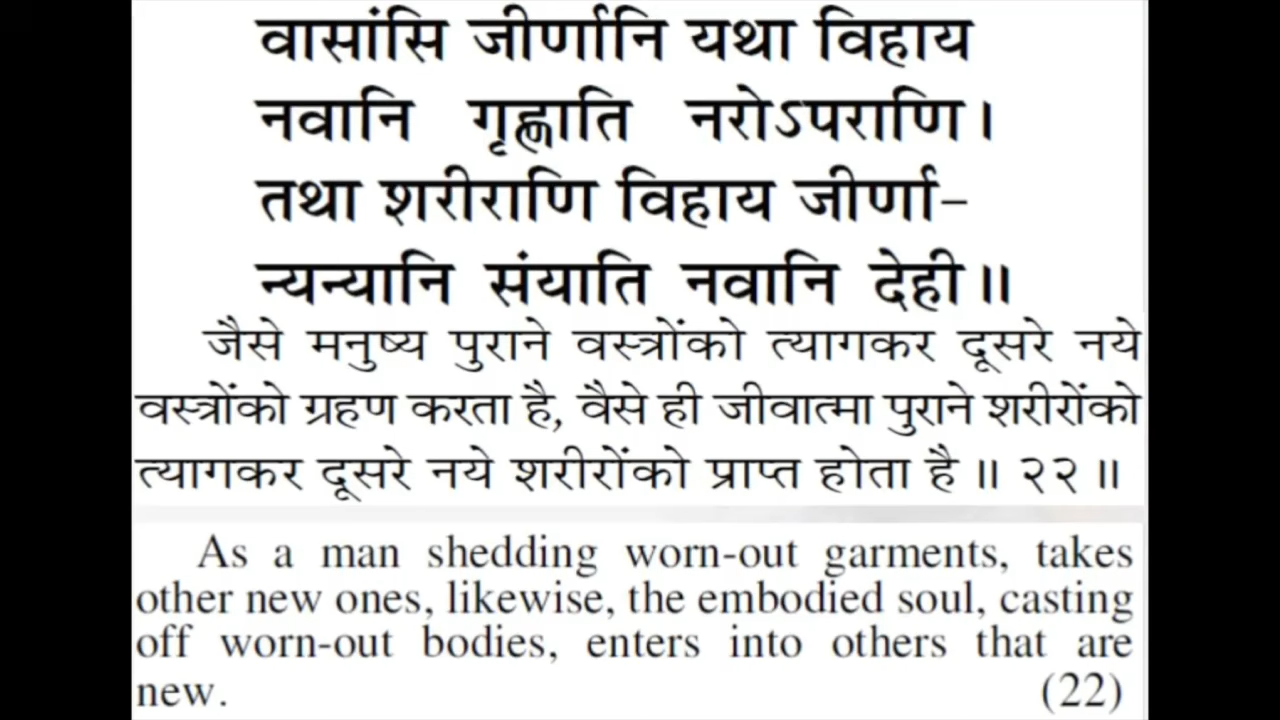 वासांसि जीर्णानि यथा विहाय
नवानि गृह्णाति नरोऽपराणि।
तथा शरीराणि विहाय जीर्णा-
न्यन्यानि संयाति नवानि देही॥
जैसे मनुष्य पुराने वस्त्रोंको त्यागकर दूसरे नये
वस्त्रोंको ग्रहण करता है, वैसे ही जीवात्मा पुराने शरीरोंको
त्यागकर दूसरे नये शरीरोंको प्राप्त होता है॥ २२॥
As a man shedding worn-out garments, takes
other new ones, likewise, the embodied soul, casting
off worn-out bodies, enters into others that are
new. (22)